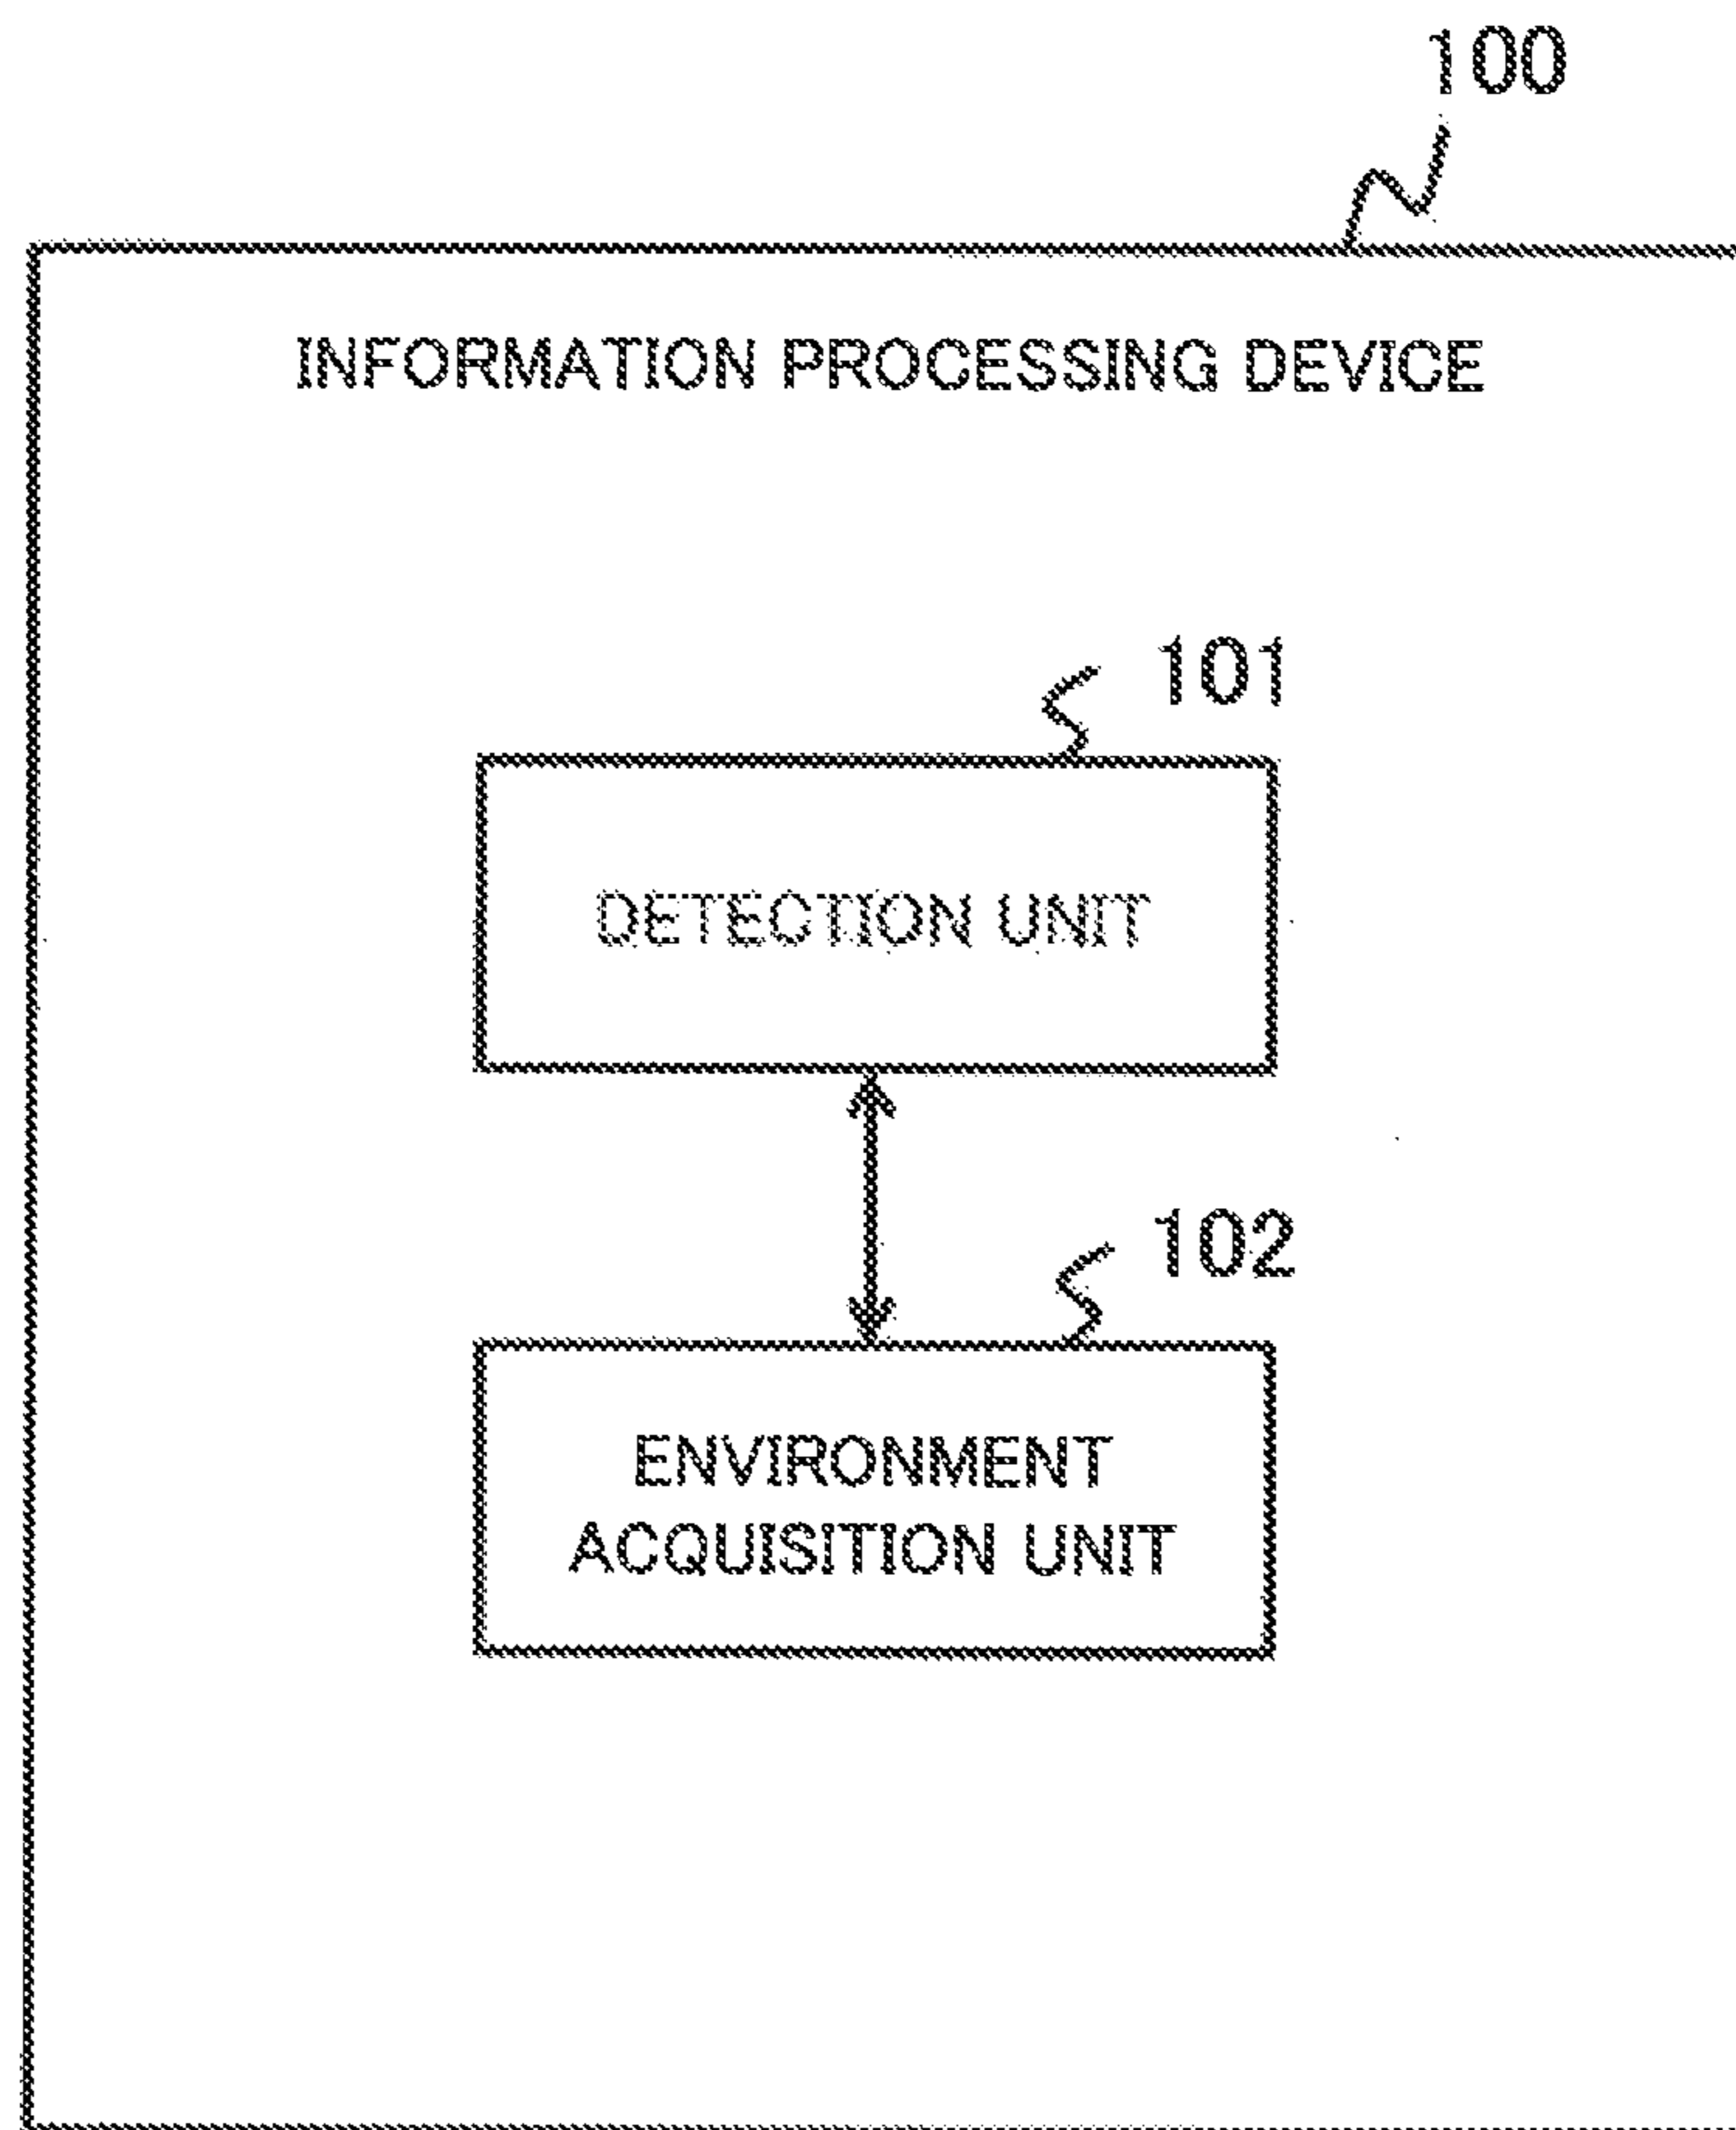 100
INFORMATION PROCESSING DEVICE
101
DETECTION UNIT
102
ENVIRONMENT
ACQUISITION UNIT